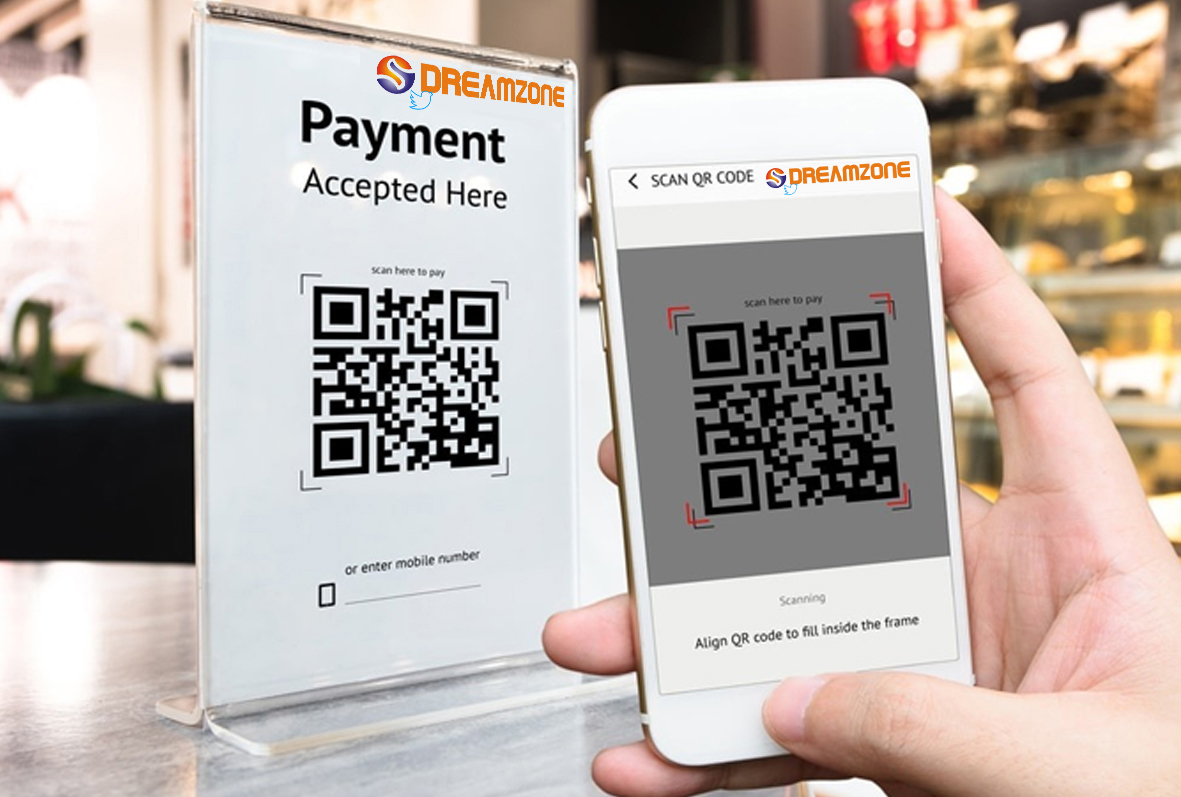 DREAMZONE
Payment
Accepted Here
scan here to pay
or enter mobile number
SCAN QR CODE DREAMZONE
scan here to pay
Scanning
Align QR code to fill inside the frame